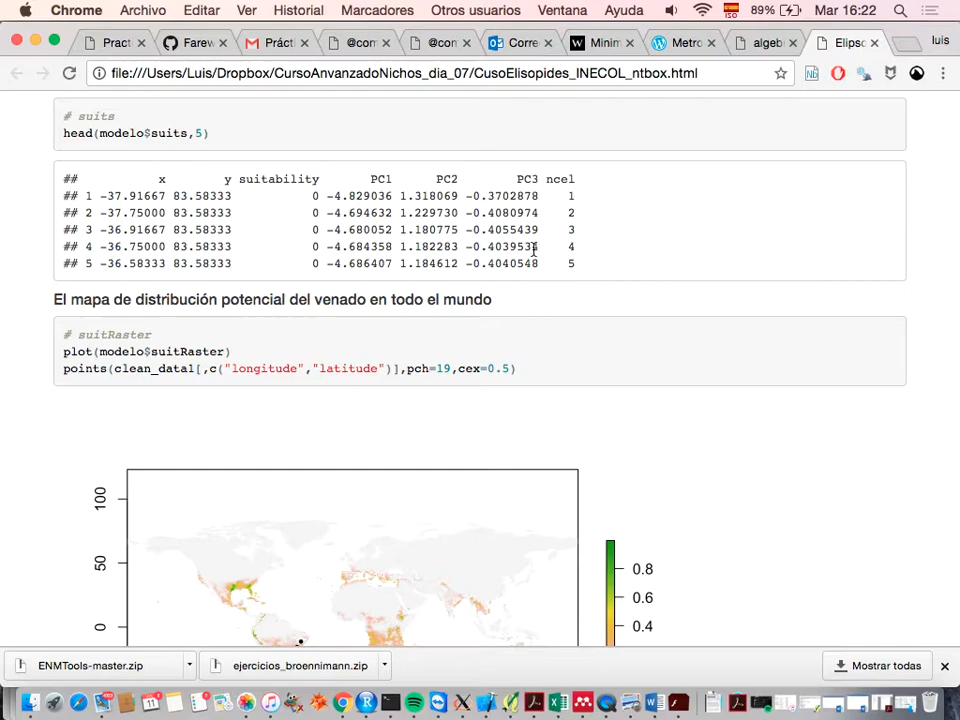 Chrome Archivo Editar Ver Historial Marcadores Otros usuarios Ventana Ayuda ISO 89% Mar 16:22
Pract Farew Prácti @com @com Corre Minim Metro algeb Elipso luis
file:///Users/Luis/Dropbox/CursoAnvanzadoNichos_dia_07/CusoElisopides_INECOL_ntbox.html
# suits
head(modelo$suits,5)
## x y suitability PC1 PC2 PC3 ncel
## 1 -37.91667 83.58333 0 -4.829036 1.318069 -0.3702878 1
## 2 -37.75000 83.58333 0 -4.694632 1.229730 -0.4080974 2
## 3 -36.91667 83.58333 0 -4.680052 1.180775 -0.4055439 3
## 4 -36.75000 83.58333 0 -4.684358 1.182283 4
## 5 -36.58333 83.58333 0 -4.686407 1.184612 -0.4040548 5
El mapa de distribución potencial del venado en todo el mundo
# suitRaster
plot(modelo$suitRaster)
points(clean_data1[,c("longitude","latitude")],pch=19,cex=0.5)
100
50
0
0.8
0.6
0.4
ENMTools-master.zip ejercicios_broennimann.zip Mostrar todas